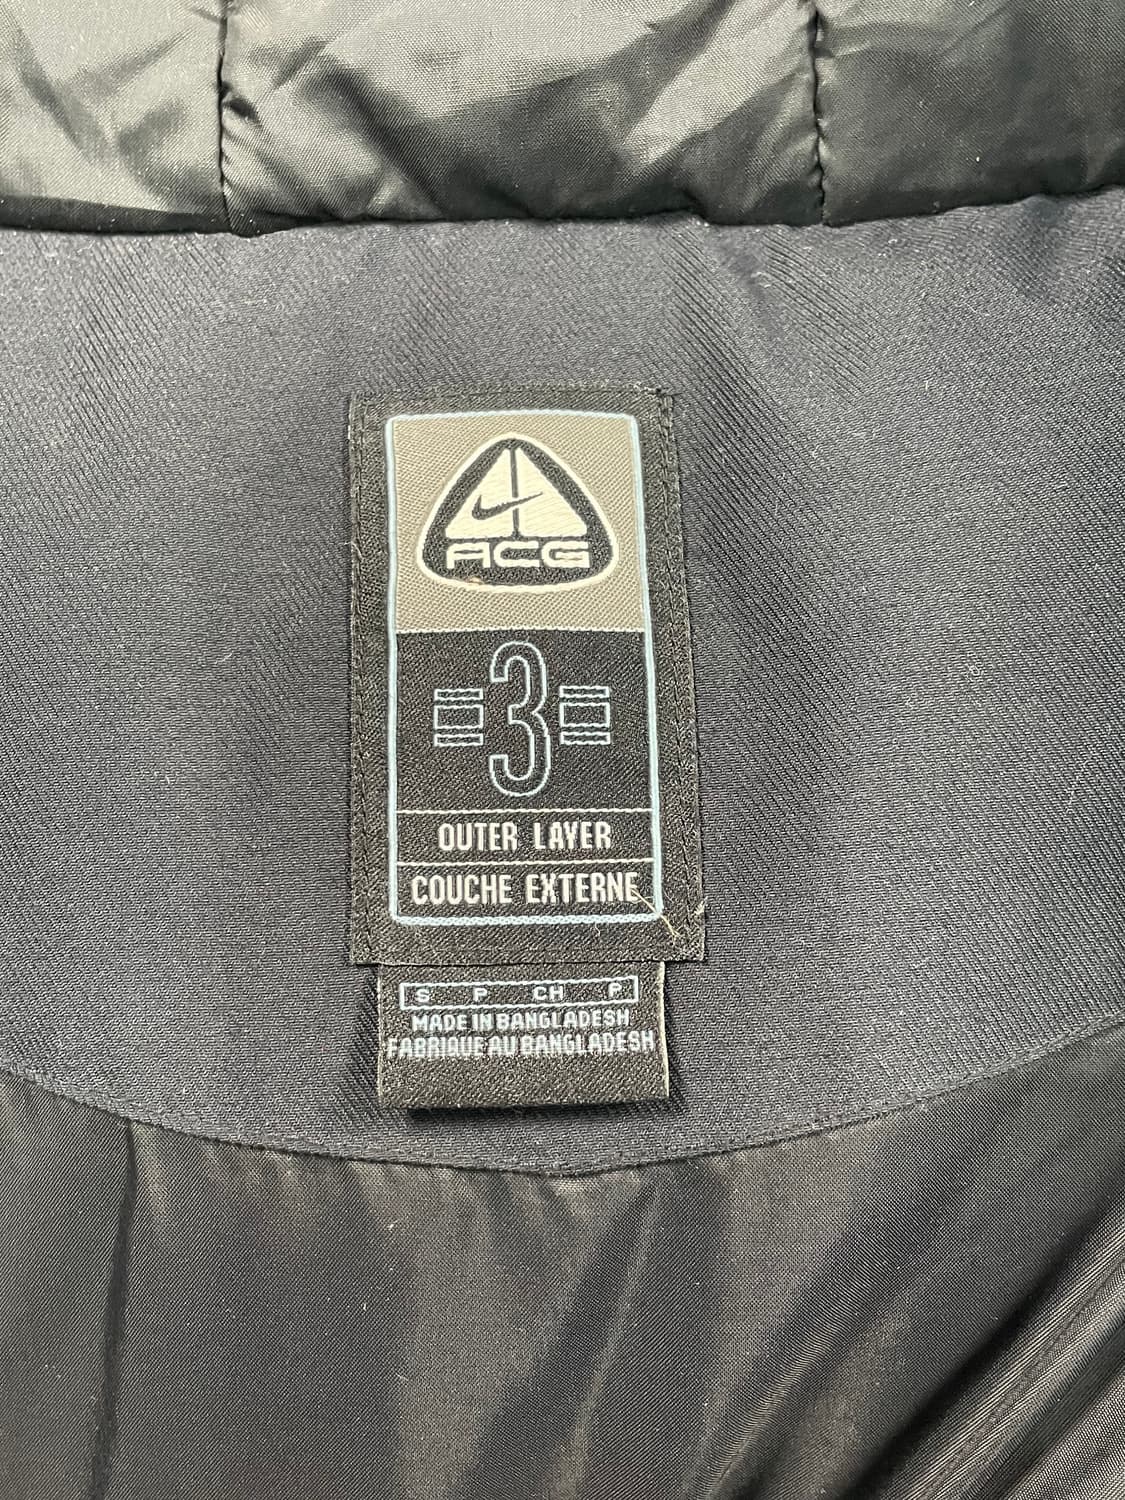 ACG
3
OUTER LAYER
COUCHE EXTERNE
S P CH P
MADE IN BANGLADESH
FABRIQUE AU BANGLADESH